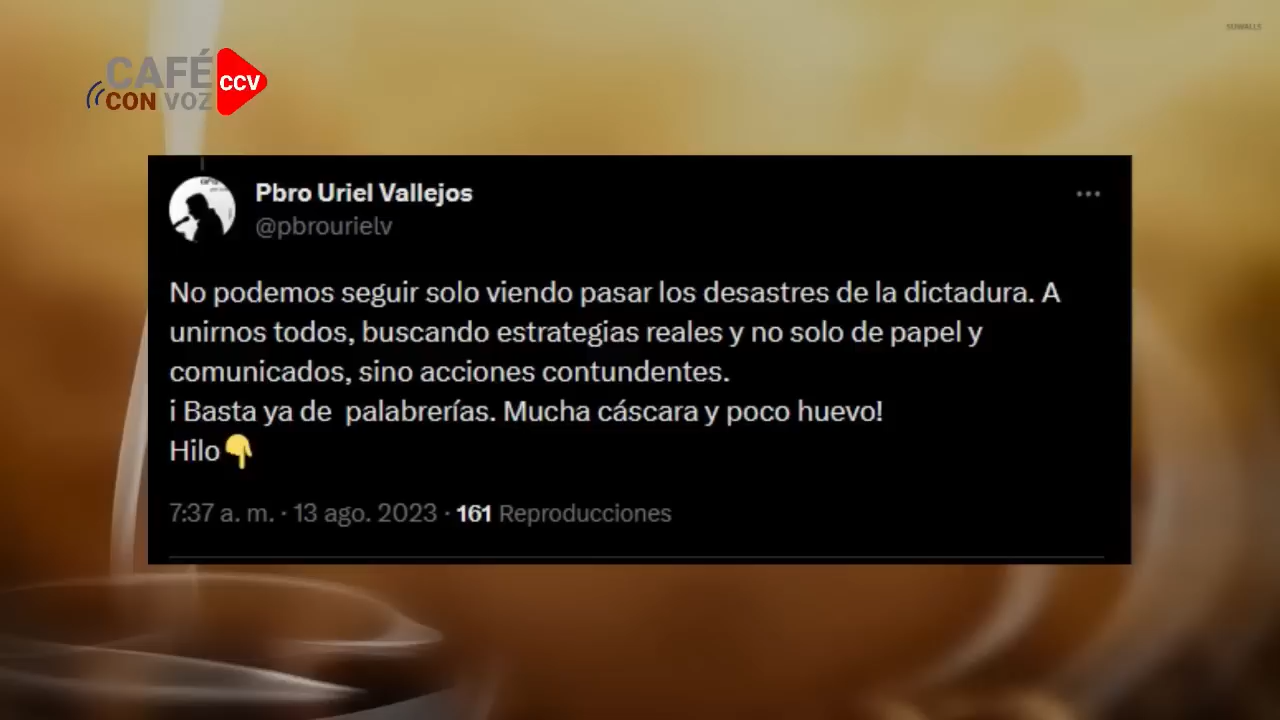 CAFÉ
CON VOZ
CCV
Pbro Uriel Vallejos
@pbrourielv
No podemos seguir solo viendo pasar los desastres de la dictadura. A
unirnos todos, buscando estrategias reales y no solo de papel y
comunicados, sino acciones contundentes.
¡ Basta ya de  palabrerías. Mucha cáscara y poco huevo!
Hilo👇
7:37 a. m. · 13 ago. 2023 · 161 Reproducciones